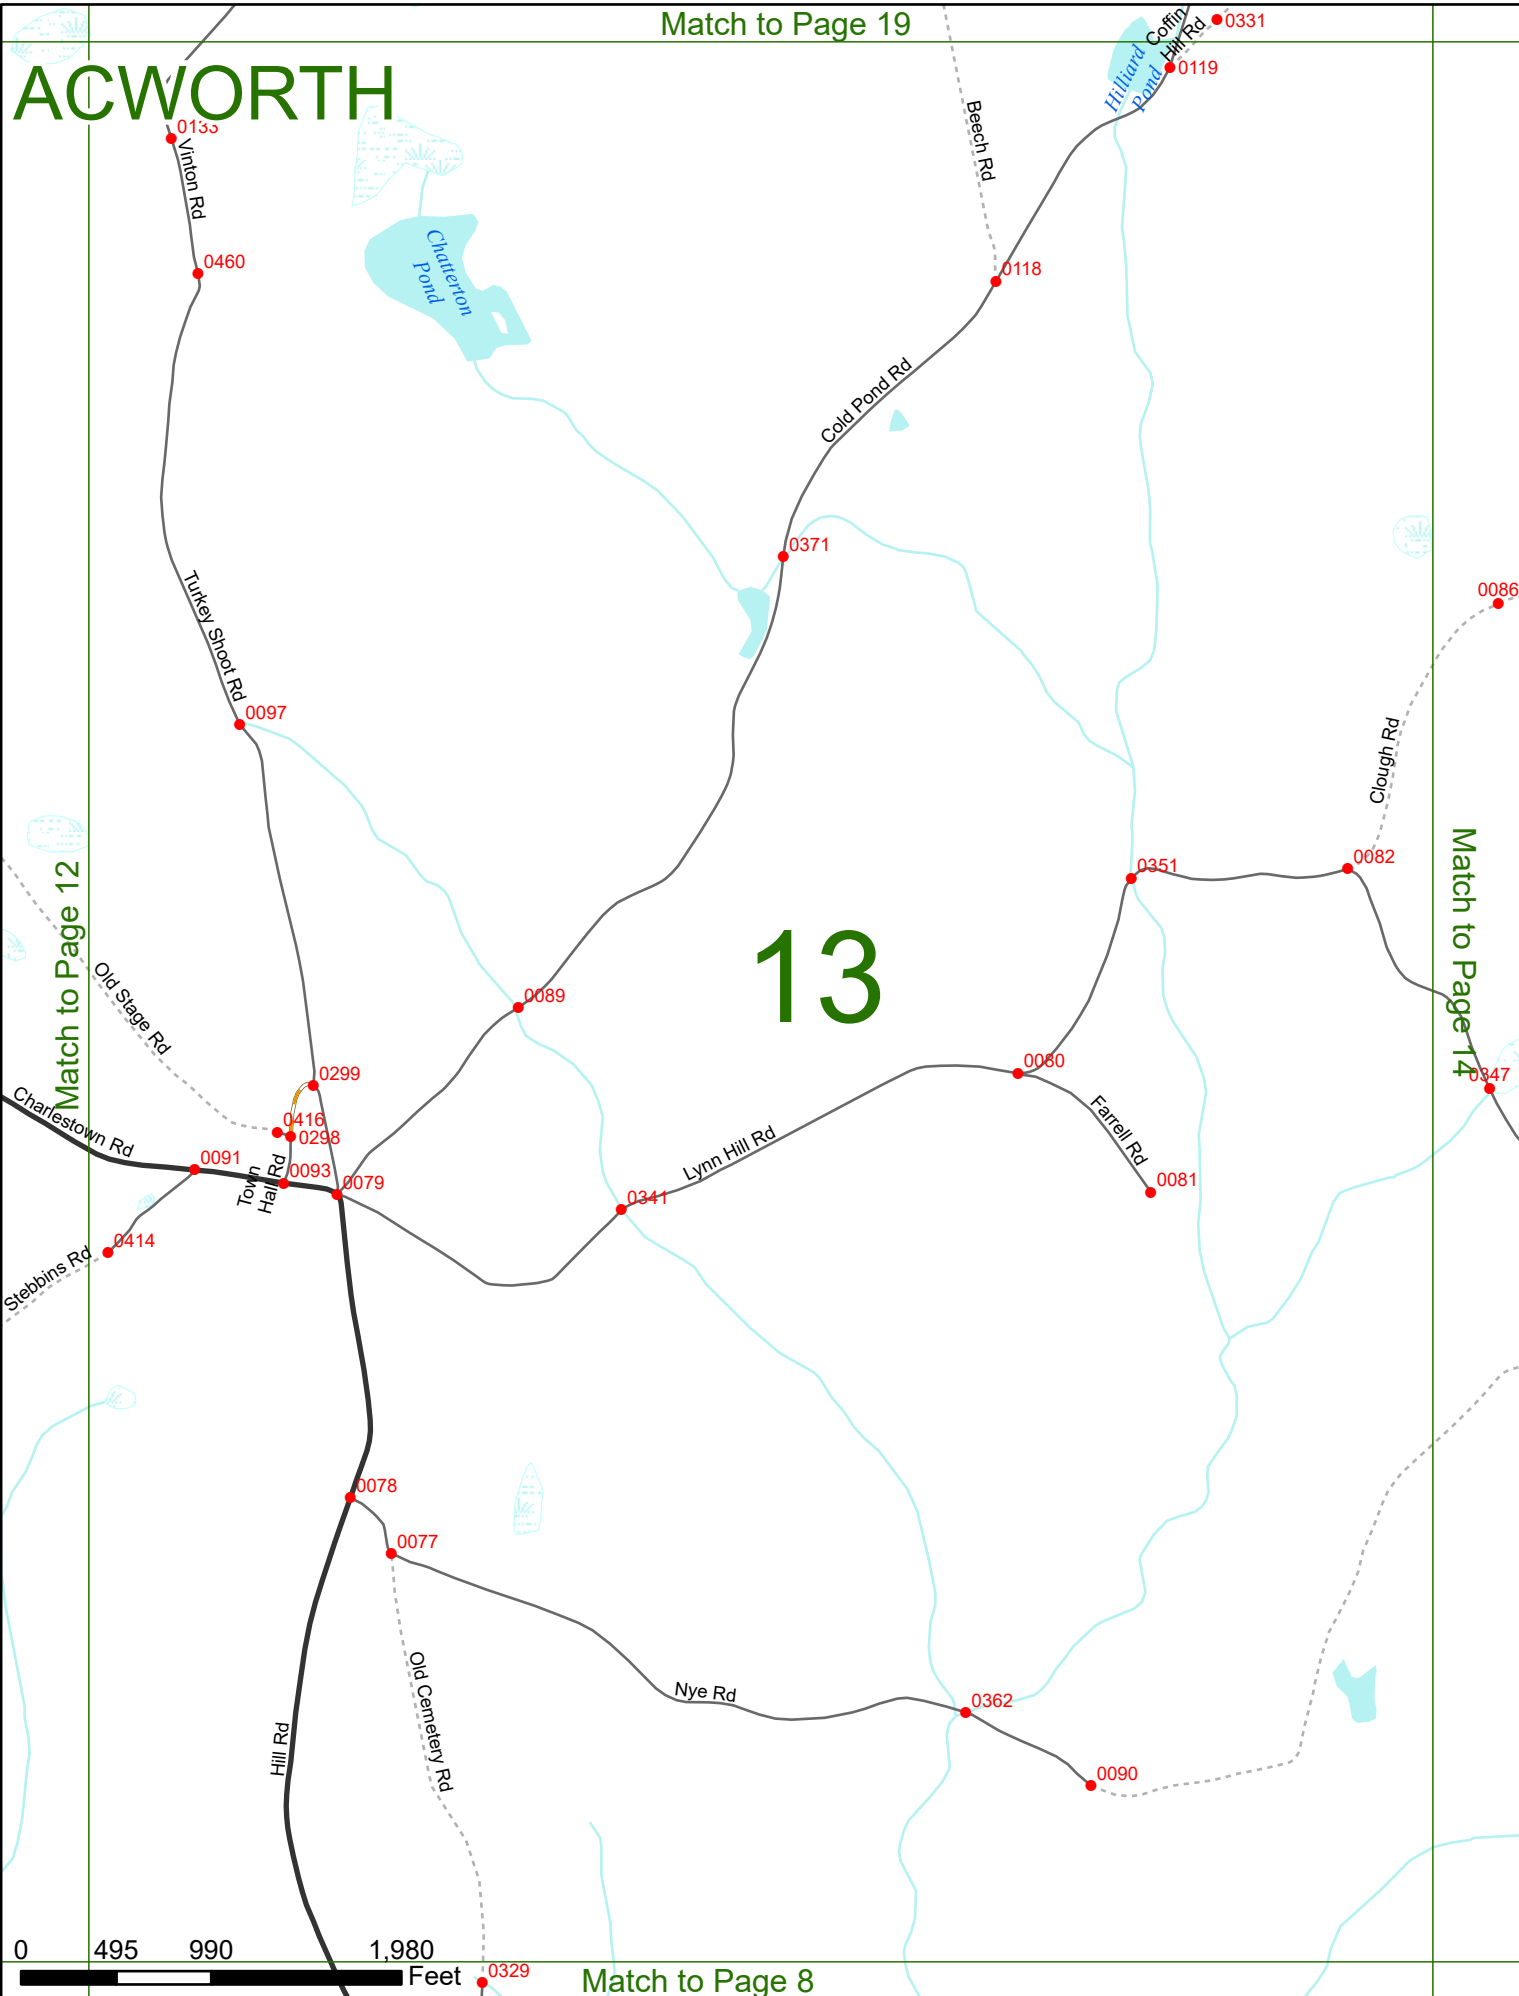 Match to Page 19
ACWORTH
Coffin
Hill Rd
0331
0119
Hilliard
Pond
0133
Vinton Rd
Beech Rd
0460
Chatterton
Pond
0118
Cold Pond Rd
0371
Turkey Shoot Rd
0086
0097
Clough Rd
0351
0082
Match to Page 12
Match to Page 14
13
Old Stage Rd
0089
0299
0080
0347
Charlestown Rd
0416
0298
Farrell Rd
0091
Town
Hall Rd
0093
0079
Lynn Hill Rd
0341
0081
0414
Stebbins Rd
0078
0077
Old Cemetery Rd
Nye Rd
0362
Hill Rd
0090
0 495 990 1,980
Feet
0329
Match to Page 8